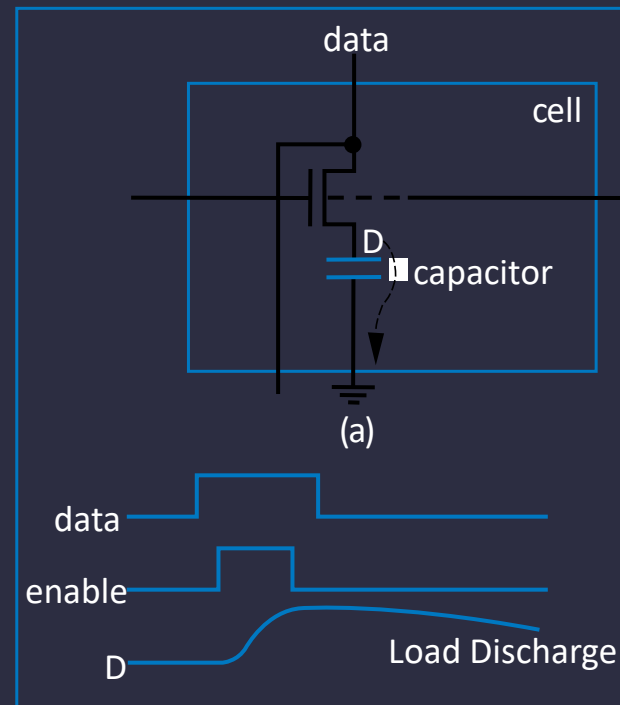 data
cell
D
capacitor
(a)
data
enable
D
Load Discharge